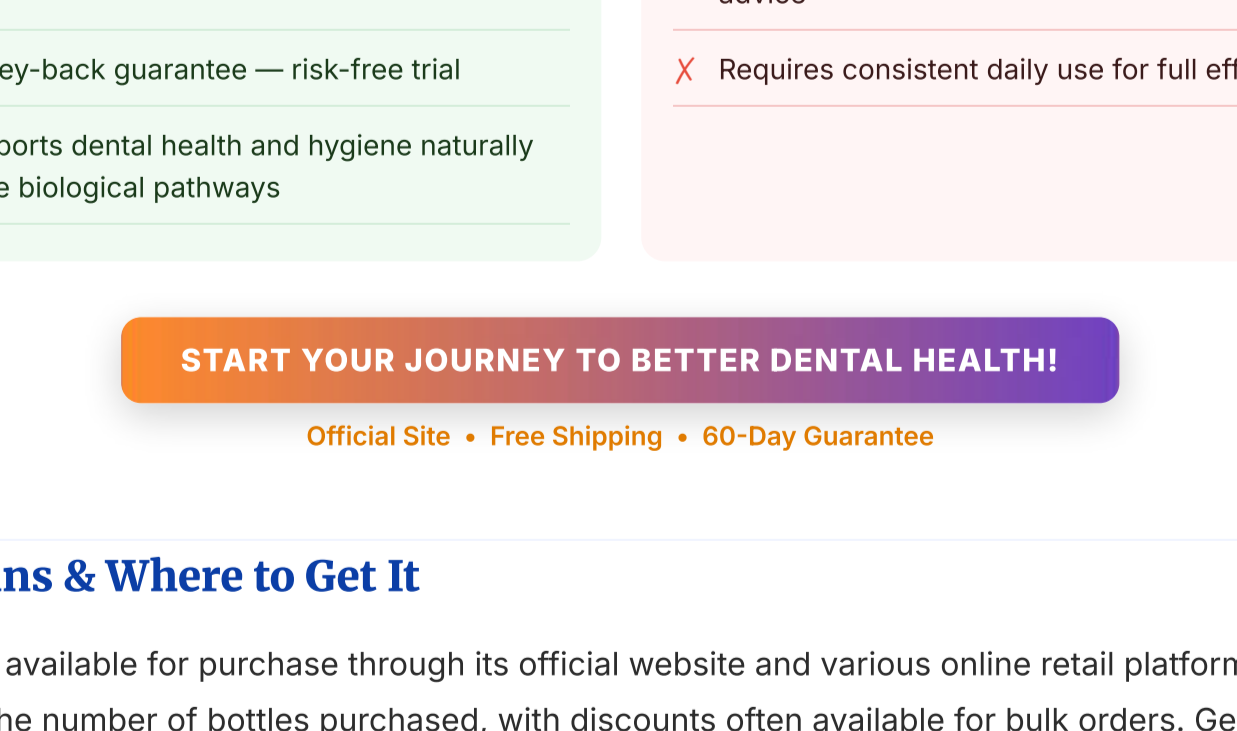 ey-back guarantee — risk-free trial
ports dental health and hygiene naturally
e biological pathways
✗ Requires consistent daily use for full eff
START YOUR JOURNEY TO BETTER DENTAL HEALTH!
Official Site • Free Shipping • 60-Day Guarantee
ns & Where to Get It
available for purchase through its official website and various online retail platform
he number of bottles purchased, with discounts often available for bulk orders. Ge